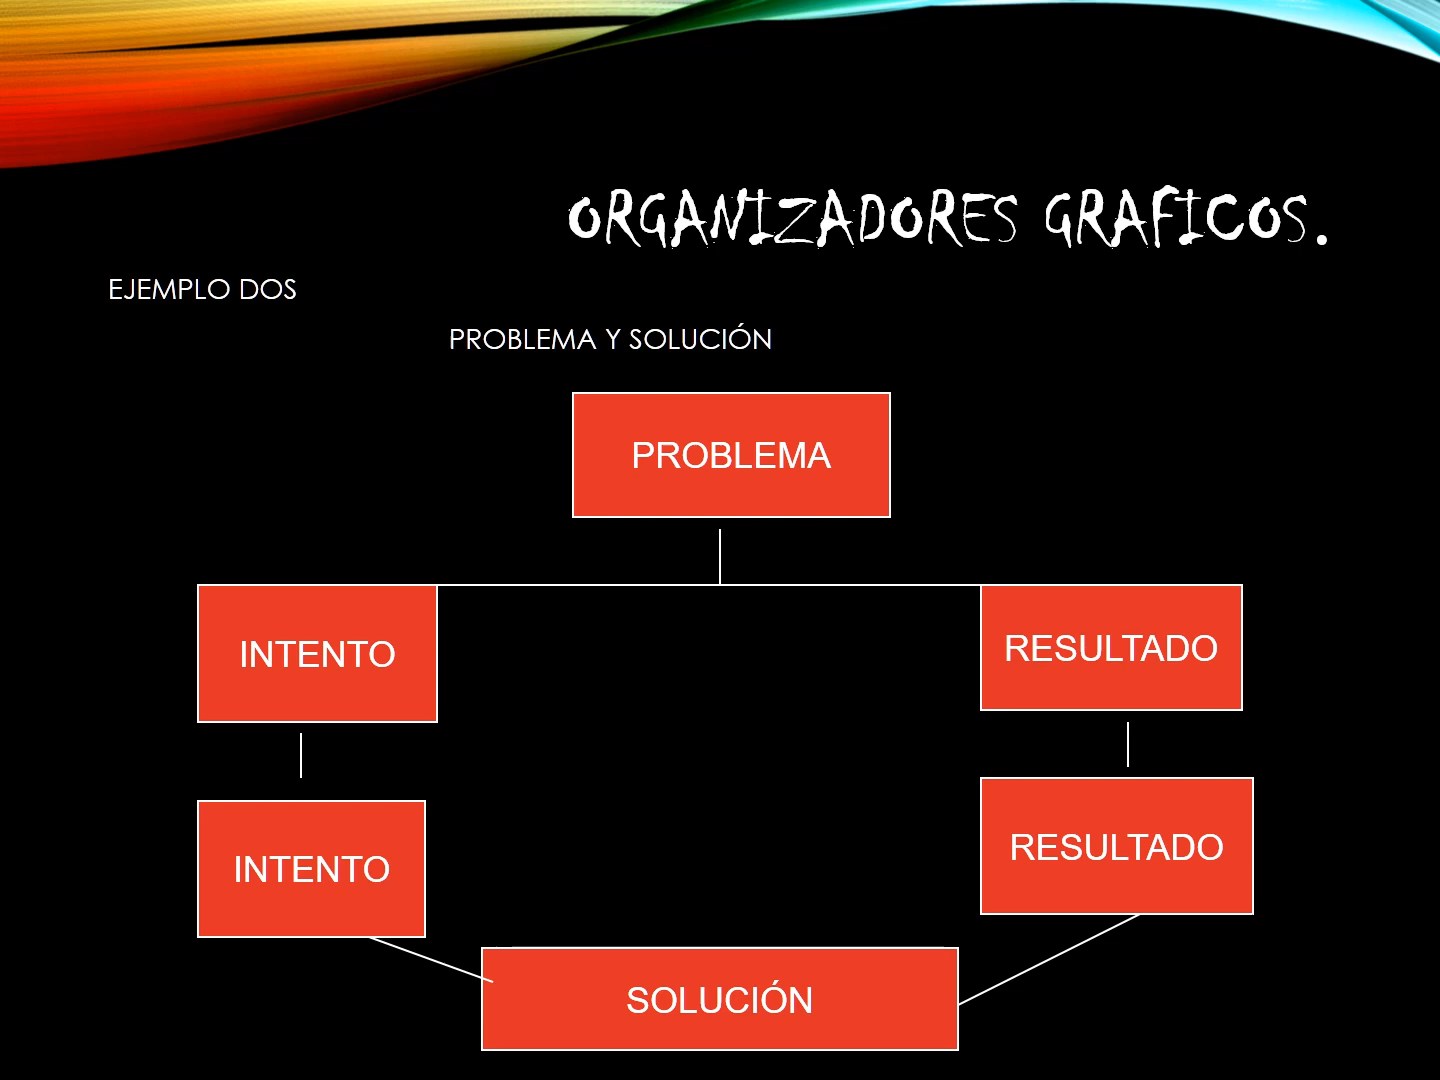 ORGANIZADORES GRAFICOS.
EJEMPLO DOS
PROBLEMA Y SOLUCIÓN
PROBLEMA
INTENTO
RESULTADO
INTENTO
RESULTADO
SOLUCIÓN